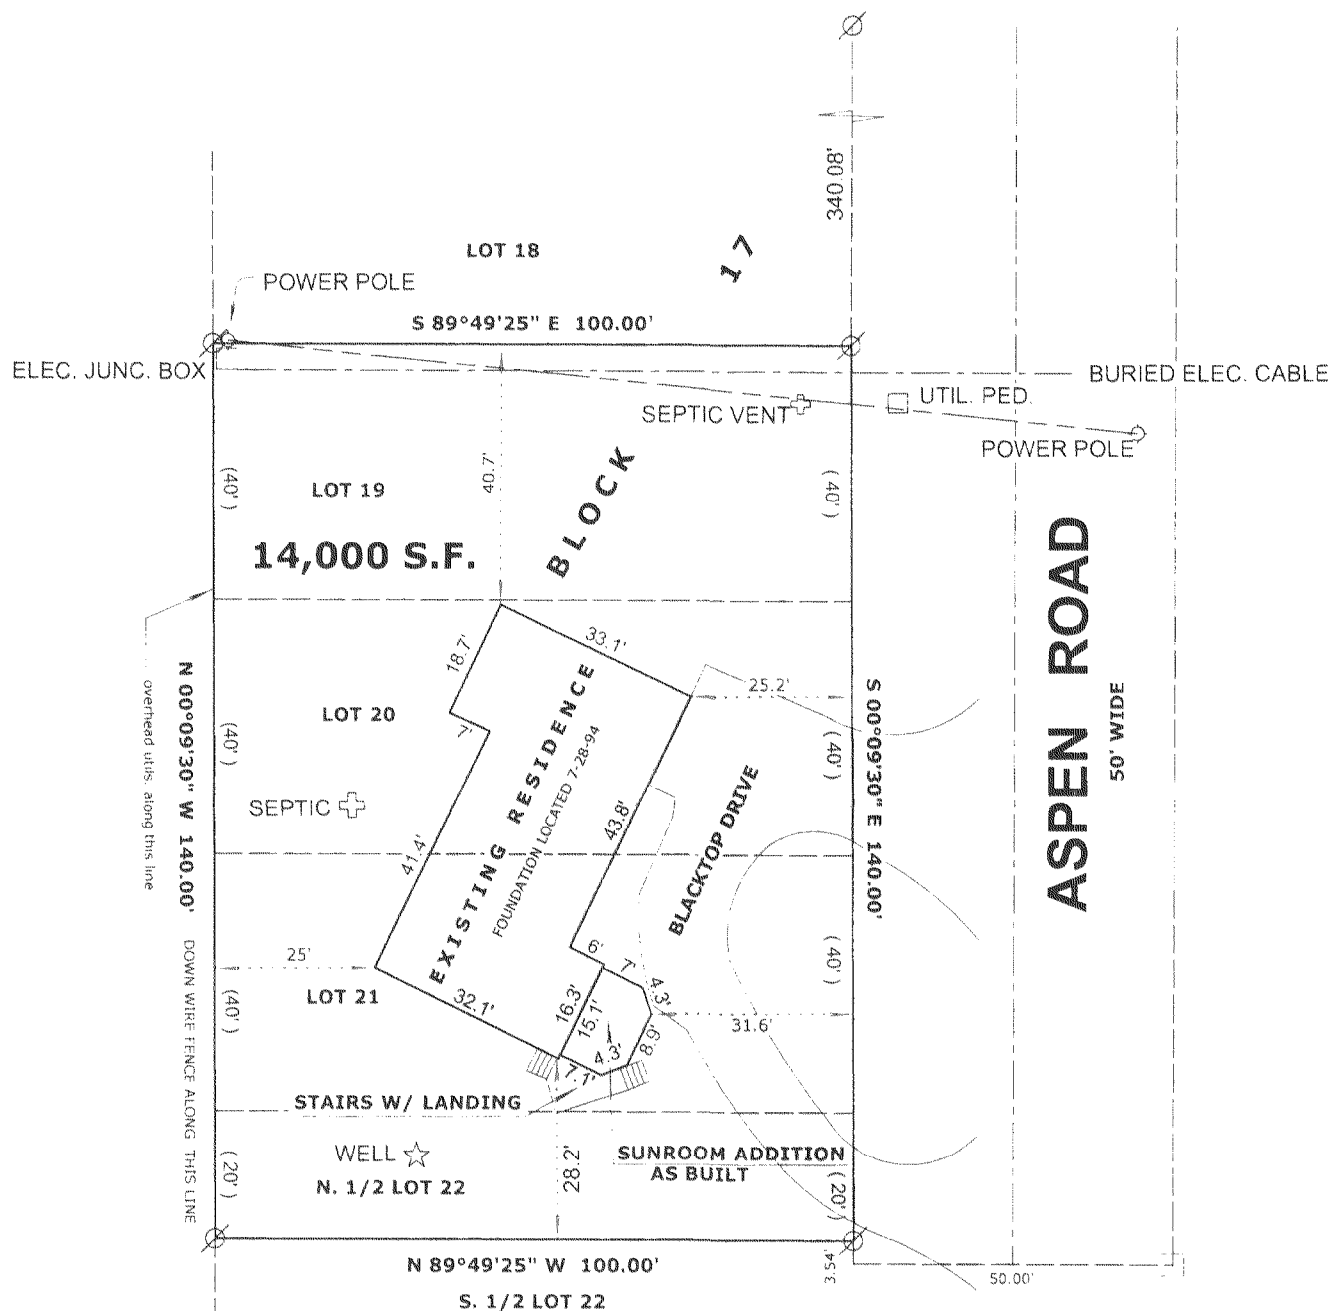 340.08'
LOT 18
17
POWER POLE
S 89°49'25" E 100.00'
ELEC. JUNC. BOX
BURIED ELEC. CABLE
UTIL. PED.
SEPTIC VENT
POWER POLE
(40')
40.7'
BLOCK
(40')
LOT 19
14,000 S.F.
ASPEN ROAD
50' WIDE
33.1'
18.7'
N 00°09'30" W 140.00'
overhead utils. along this line
25.2'
S 00°09'30" E 140.00'
LOT 20
7'
(40')
(40')
EXISTING RESIDENCE
FOUNDATION LOCATED 7-28-94
SEPTIC
43.8'
BLACKTOP DRIVE
41.4'
DOWN WIRE FENCE ALONG THIS LINE
25'
6'
7'
(40')
LOT 21
(40')
32.1'
16.3'
15.1'
4.3'
31.6'
8.9'
4.3'
7.1'
STAIRS W/ LANDING
WELL
(20')
28.2'
SUNROOM ADDITION
AS BUILT
N. 1/2 LOT 22
(20')
N 89°49'25" W 100.00'
3.54'
50.00'
S. 1/2 LOT 22